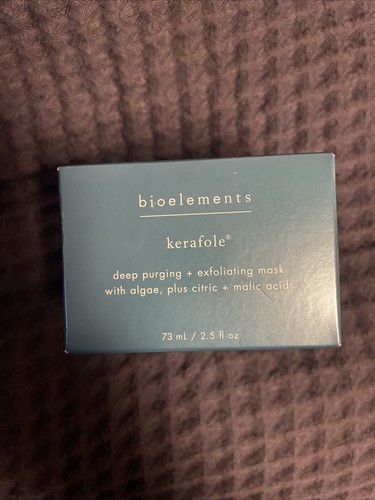 bioelements
kerafole®
deep purging + exfoliating mask
with algae, plus citric + malic acids
73 mL / 2.5 fl oz